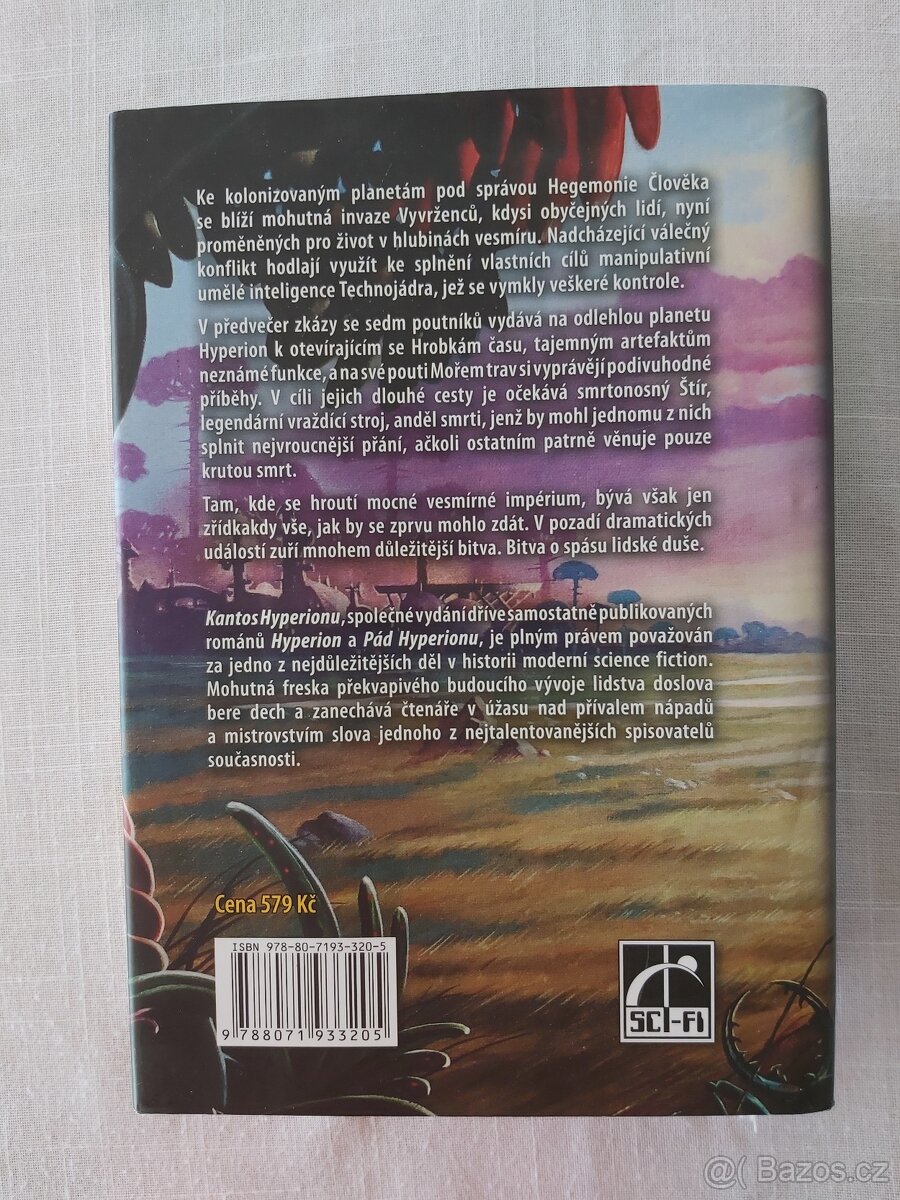 Ke kolonizovaným planetám pod správou Hegemonie Člověka
se blíží mohutná invaze Vyvrženců, kdysi obyčejných lidí, nyní
proměněných pro život v hlubinách vesmíru. Nadcházející válečný
konflikt hodlají využít ke splnění vlastních cílů manipulativní
umělé inteligence Technojádra, jež se vymkly veškeré kontrole.
V předvečer zkázy se sedm poutníků vydává na odlehlou planetu
Hyperion k otevírajícím se Hrobkám času, tajemným artefaktům
neznámé funkce, a na své pouti Mořem trav si vyprávějí podivuhodné
příběhy. V cíli jejich dlouhé cesty je očekává smrtonosný Štír,
legendární vraždící stroj, anděl smrti, jenž by mohl jednomu z nich
splnit nejvroucnější přání, ačkoli ostatním patrně věnuje pouze
krutou smrt.
Tam, kde se hroutí mocné vesmírné impérium, bývá však jen
zřídkakdy vše, jak by se zprvu mohlo zdát. V pozadí dramatických
událostí zuří mnohem důležitější bitva. Bitva o spásu lidské duše.
Kantos Hyperionu, společné vydání dříve samostatně publikovaných
románů Hyperion a Pád Hyperionu, je plným právem považován
za jedno z nejdůležitějších děl v historii moderní science fiction.
Mohutná freska překvapivého budoucího vývoje lidstva doslova
bere dech a zanechává čtenáře v úžasu nad přívalem nápadů
a mistrovstvím slova jednoho z nejtalentovanějších spisovatelů
současnosti.
Cena 579 Kč
ISBN 978-80-7193-320-5
9 788071 933205
SCI-FI
@( Bazos.cz